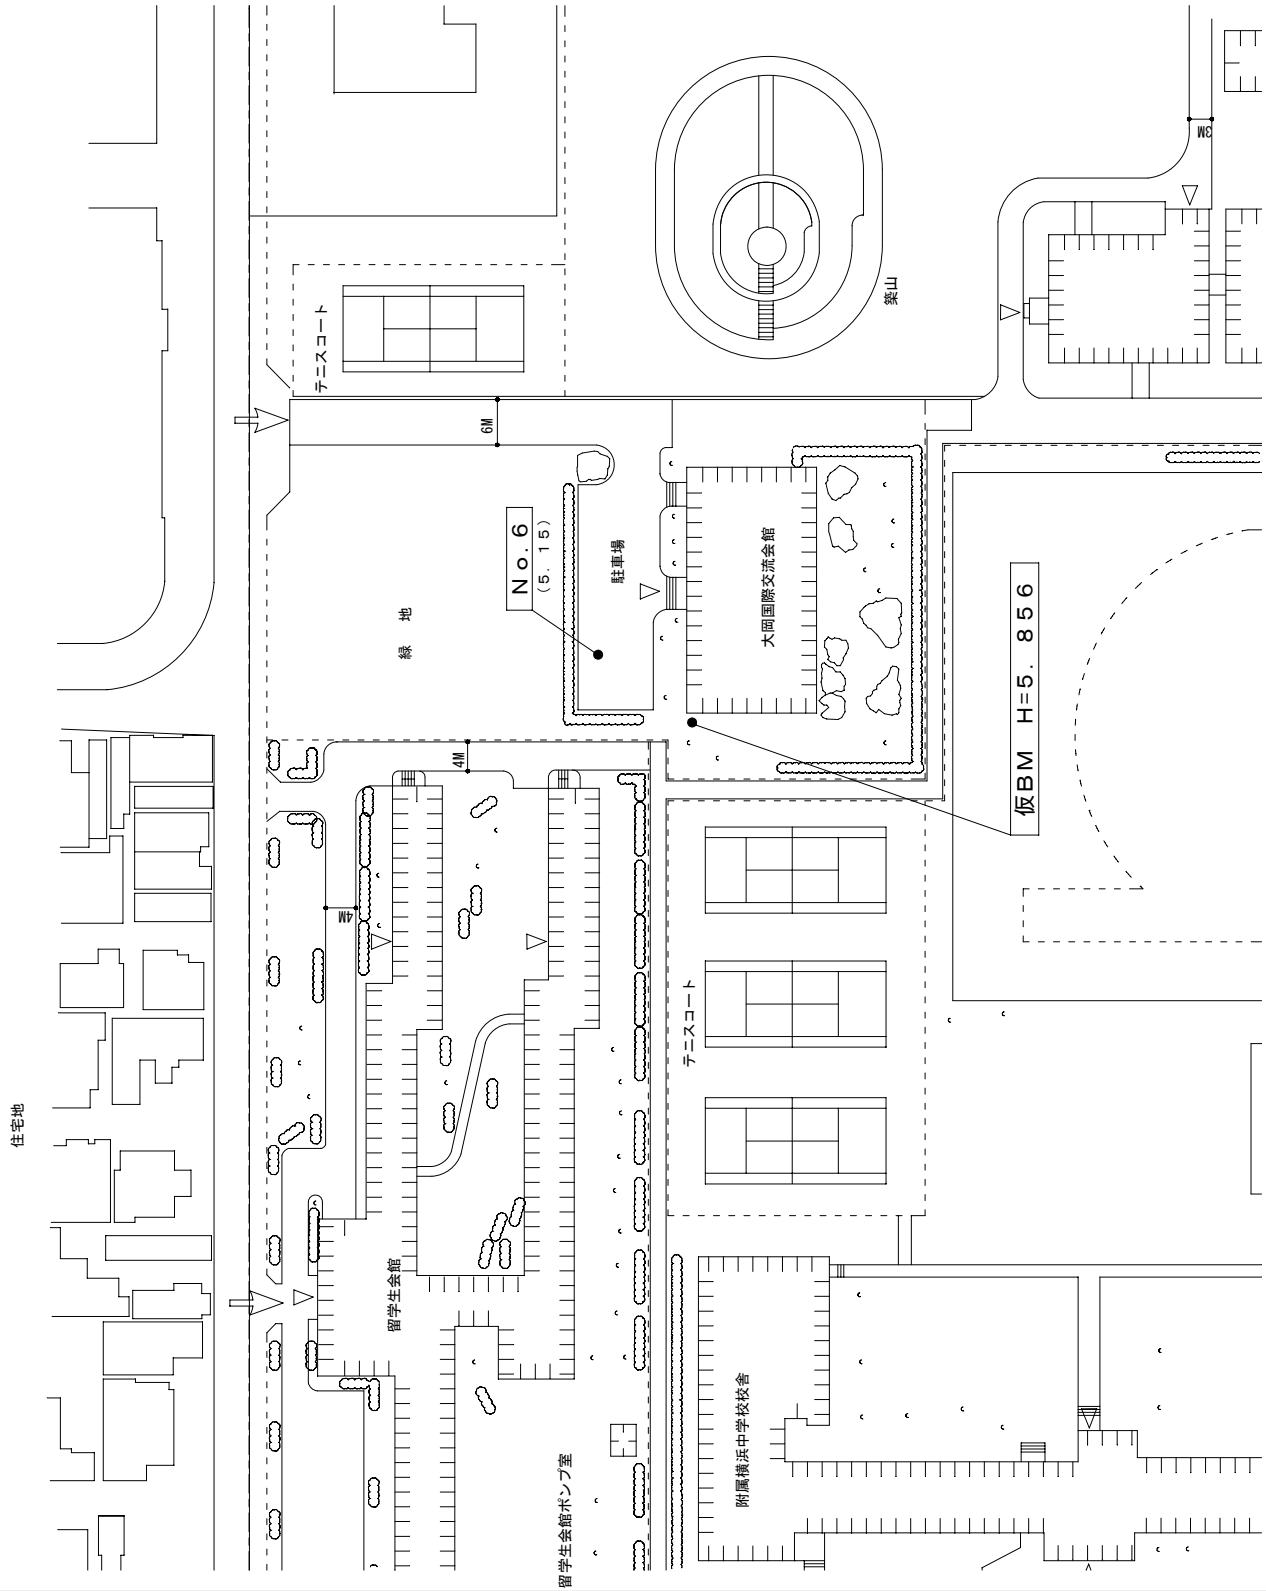 3M
テニスコート
築山
6M
No.6
(5.15)
駐車場
大岡国際交流会館
緑 地
仮BM H=5.856
4M
4M
テニスコート
住宅地
留学生会館
附属横浜中学校校舎
留学生会館ポンプ室